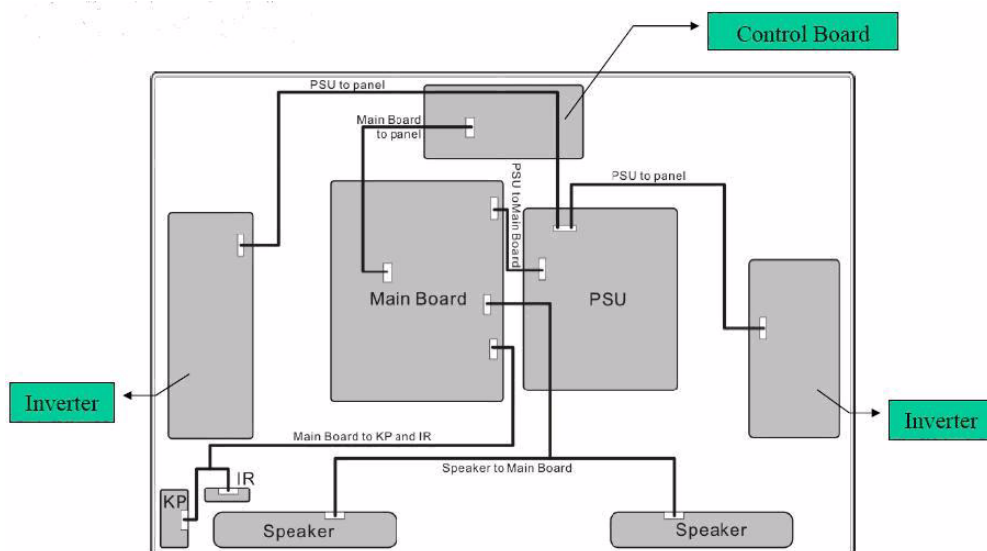 Control Board
PSU to panel
Main Board
to panel
PSU to Main Board
PSU to panel
Main Board
PSU
Inverter
Inverter
Main Board to KP and IR
Speaker to Main Board
IR
KP
Speaker
Speaker